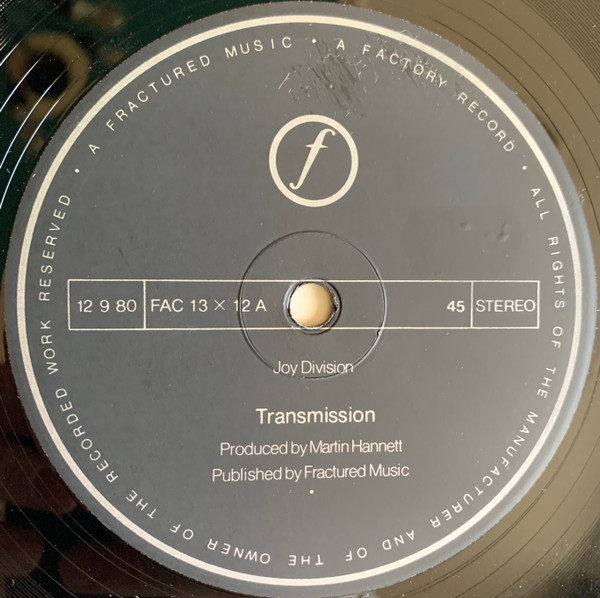 A FRACTURED MUSIC • A FACTORY RECORD • ALL RIGHTS OF THE MANUFACTURER AND OF THE OWNER OF THE RECORDED WORK RESERVED •
f
12 9 80 FAC 13 × 12 A 45 STEREO
Joy Division
Transmission
Produced by Martin Hannett
Published by Fractured Music